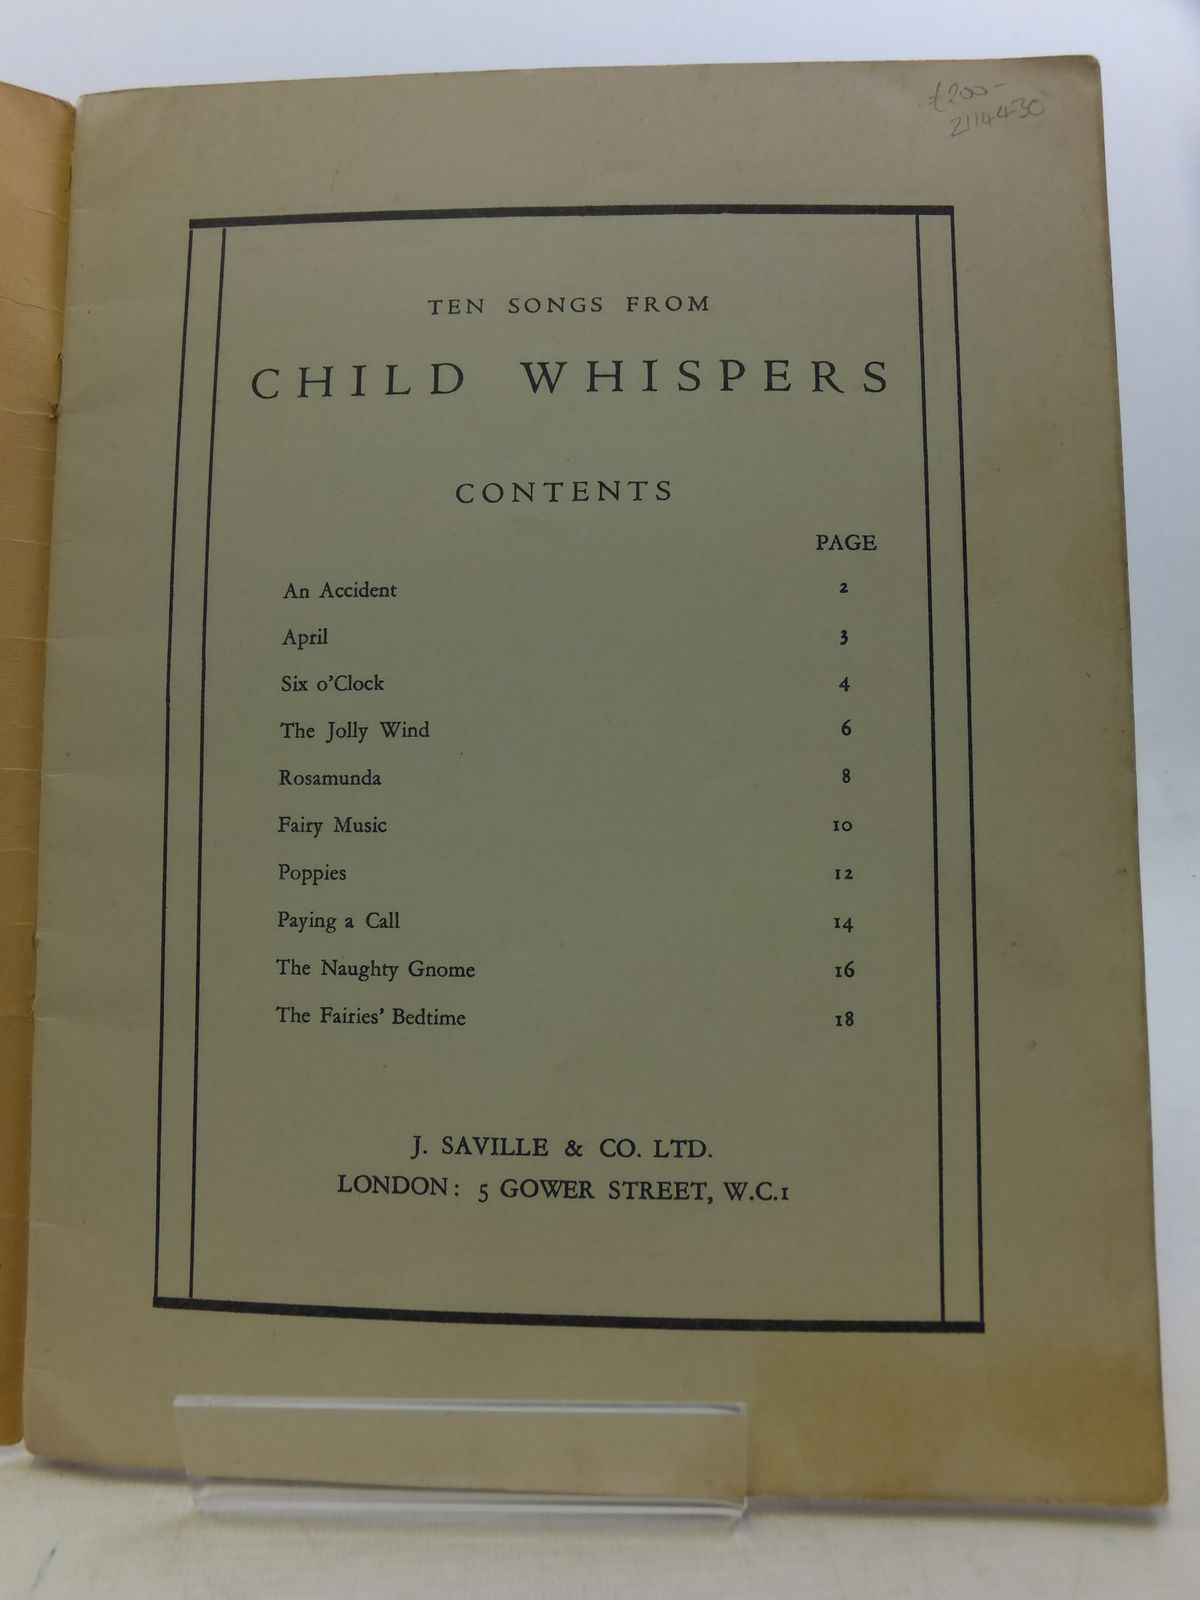 £200-
2114430
TEN SONGS FROM
CHILD WHISPERS
CONTENTS
PAGE
An Accident 2
April 3
Six o'Clock 4
The Jolly Wind 6
Rosamunda 8
Fairy Music 10
Poppies 12
Paying a Call 14
The Naughty Gnome 16
The Fairies' Bedtime 18
J. SAVILLE & CO. LTD.
LONDON: 5 GOWER STREET, W.C.1